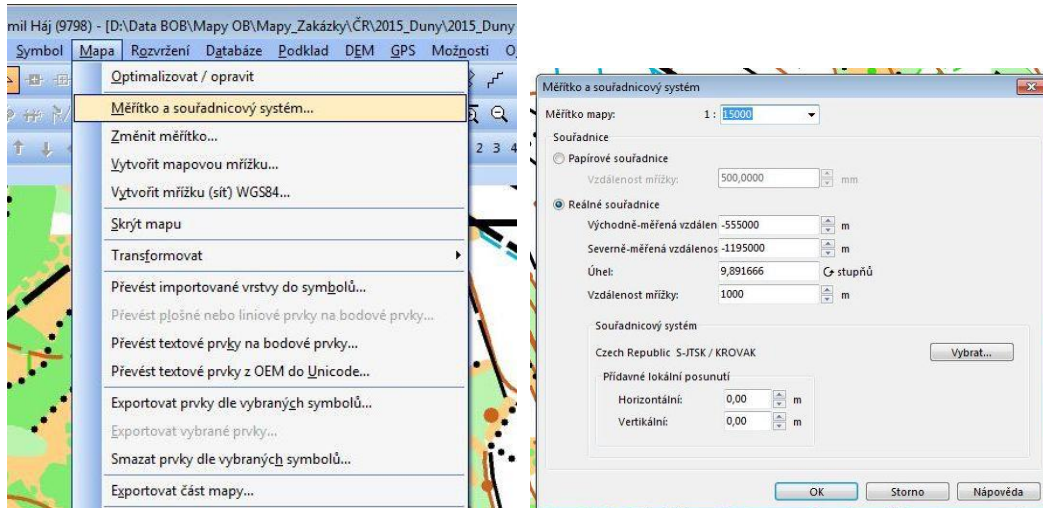 mil Háj (9798) - [D:\Data BOB\Mapy OB\Mapy_Zakázky\ČR\2015_Duny\2015_Duny
Symbol Mapa Rozvržení Databáze Podklad DEM GPS Možnosti O
Optimalizovat / opravit
Měřítko a souřadnicový systém...
Změnit měřítko...
2 3 4
Vytvořit mapovou mřížku...
Vytvořit mřížku (síť) WGS84...
Skrýt mapu
Transformovat
Převést importované vrstvy do symbolů...
Převést plošné nebo liniové prvky na bodové prvky...
Převést textové prvky na bodové prvky...
Převést textové prvky z OEM do Unicode...
Exportovat prvky dle vybraných symbolů...
Exportovat vybrané prvky...
Smazat prvky dle vybraných symbolů...
Exportovat část mapy...
Měřítko a souřadnicový systém
Měřítko mapy: 1 : 15000
Souřadnice
Papírové souřadnice
Vzdálenost mřížky: 500,0000 mm
Reálné souřadnice
Východně-měřená vzdálen -555000 m
Severně-měřená vzdálenos -1195000 m
Úhel: 9,891666 stupňů
Vzdálenost mřížky: 1000 m
Souřadnicový systém
Czech Republic S-JTSK / KROVAK Vybrat...
Přídavné lokální posunutí
Horizontální: 0,00 m
Vertikální: 0,00 m
OK Storno Nápověda